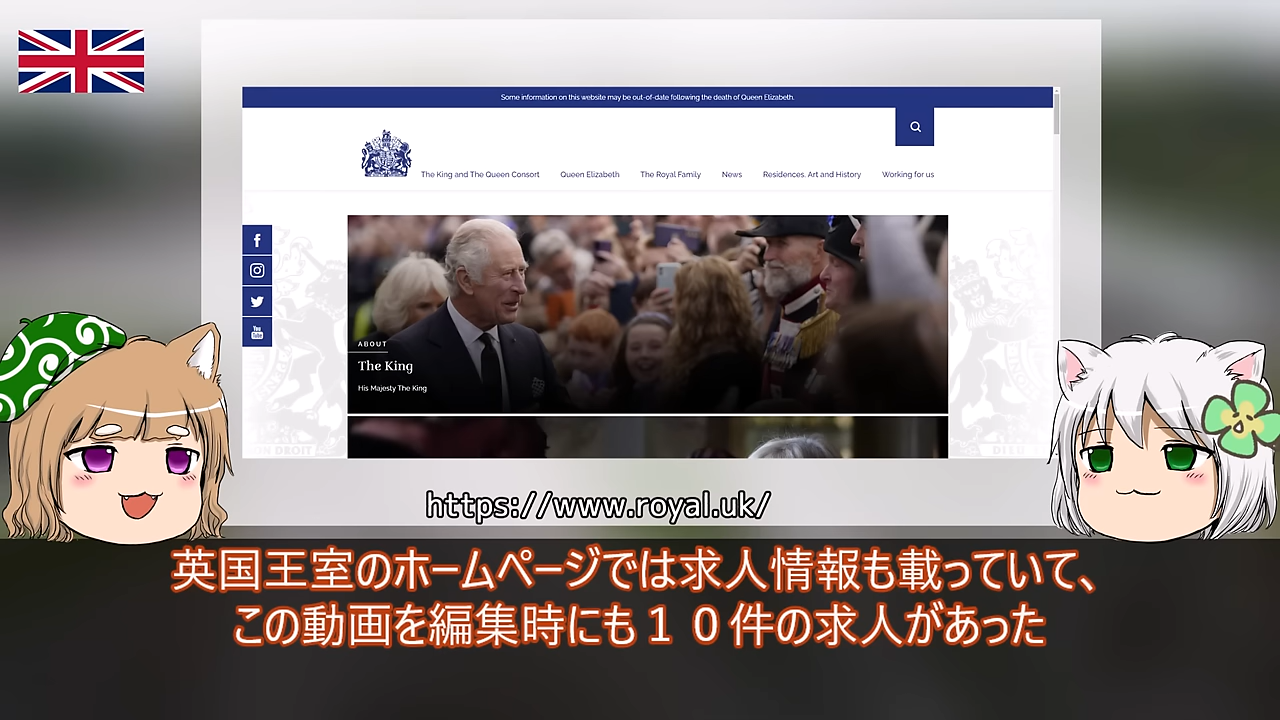 Some information on this website may be out-of-date following the death of Queen Elizabeth.
The King and The Queen Consort Queen Elizabeth The Royal Family News Residences. Art and History Working for us
ABOUT
The King
His Majesty The King
https://www.royal.uk/
英国王室のホームページでは求人情報も載っていて、
この動画を編集時にも10件の求人があった